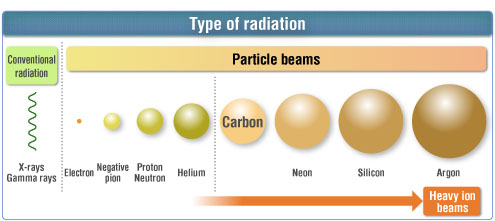 Type of radiation
Conventional
radiation
Particle beams
Carbon
X-rays
Gamma rays
Electron
Negative
pion
Proton
Neutron
Helium
Neon
Silicon
Argon
Heavy ion
beams